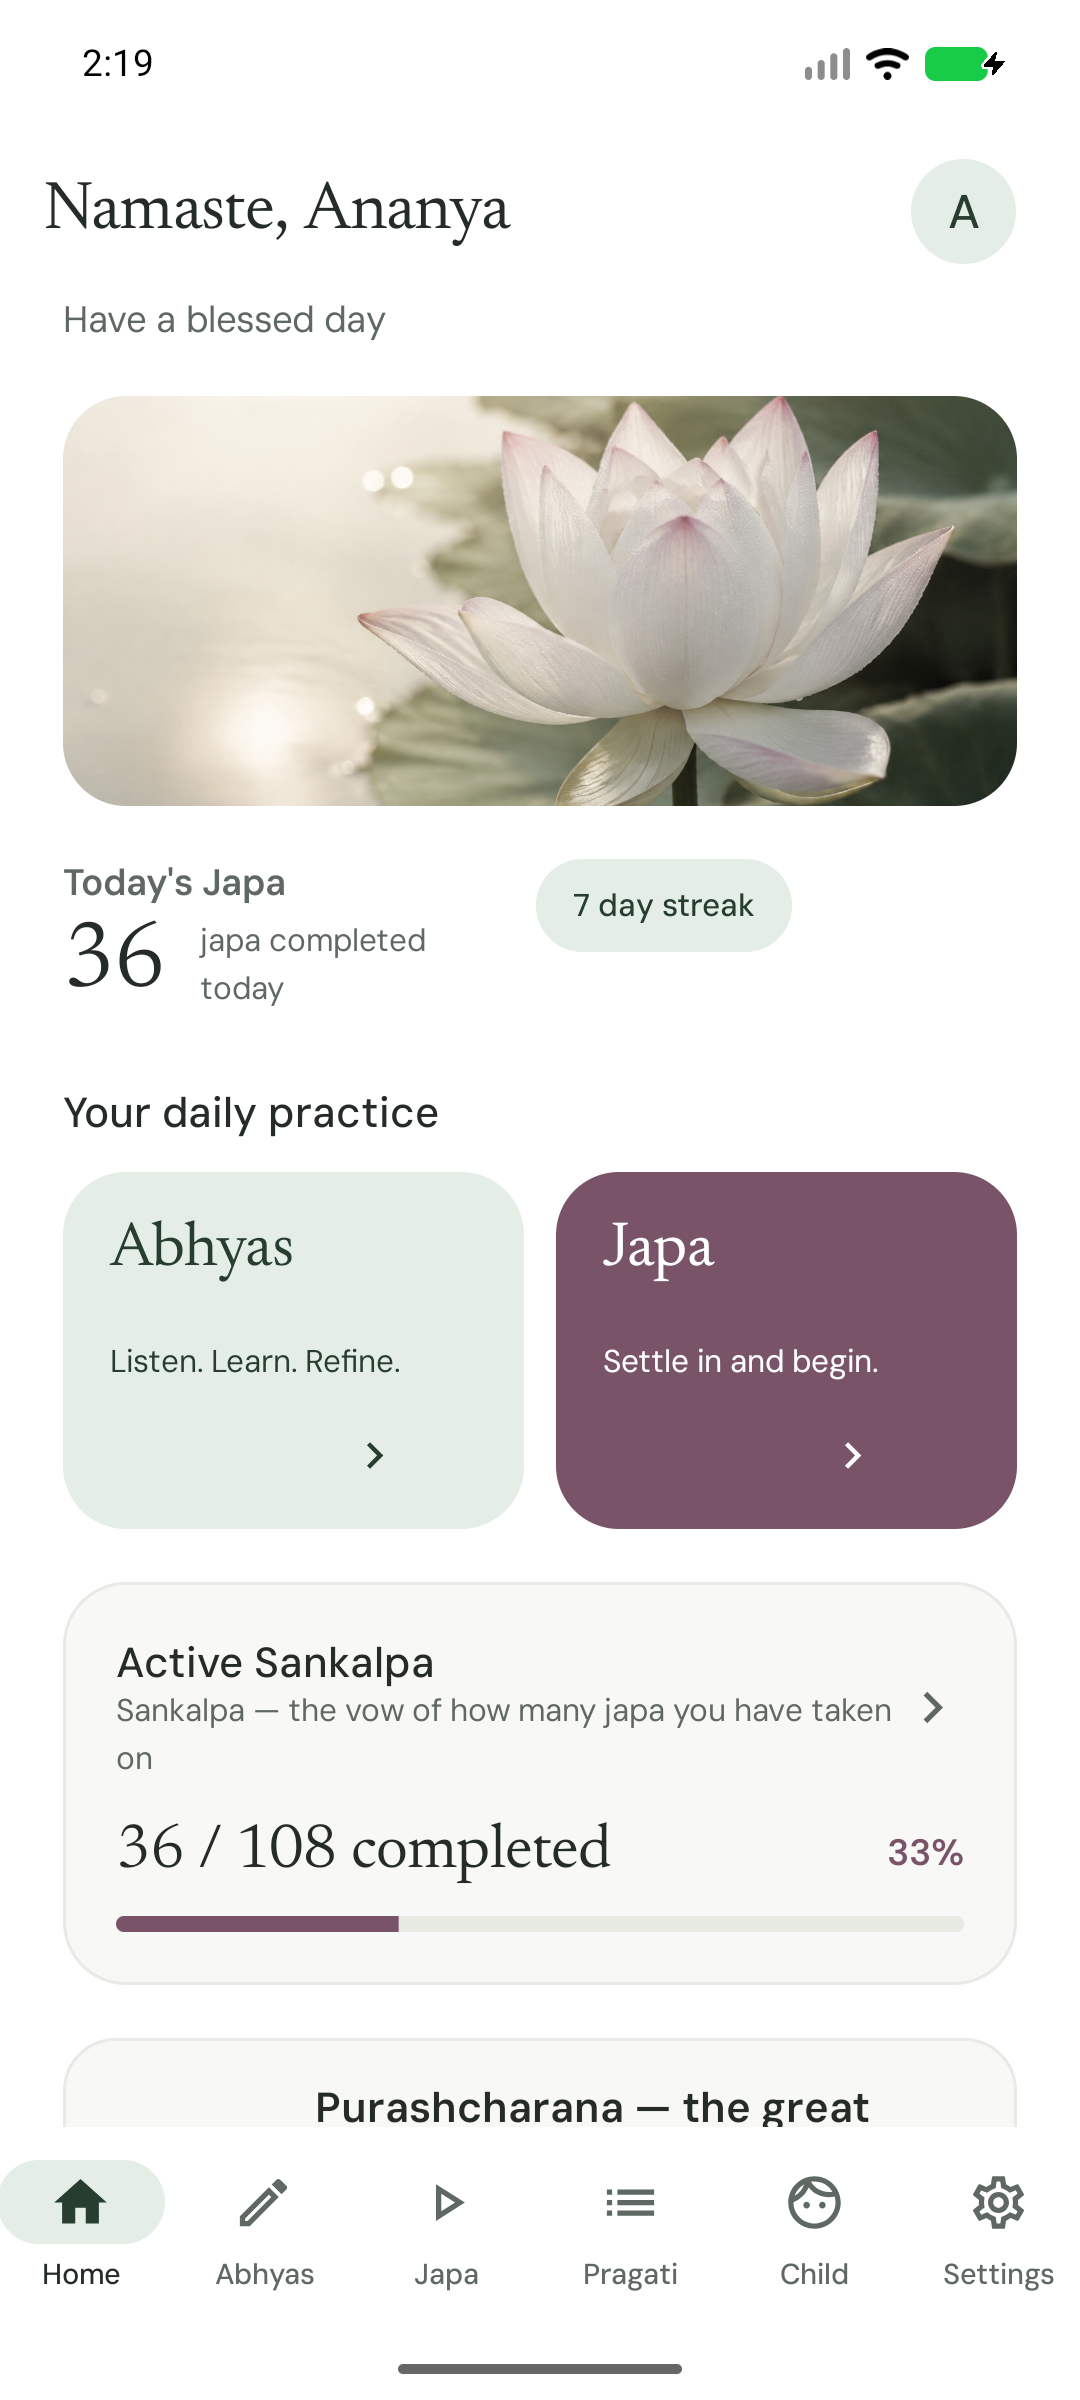 2:19
Namaste, Ananya
A
Have a blessed day
Today's Japa
36
japa completed
today
7 day streak
Your daily practice
Abhyas
Listen. Learn. Refine.
Japa
Settle in and begin.
Active Sankalpa
Sankalpa — the vow of how many japa you have taken
on
36 / 108 completed
33%
Purashcharana — the great
Home
Abhyas
Japa
Pragati
Child
Settings